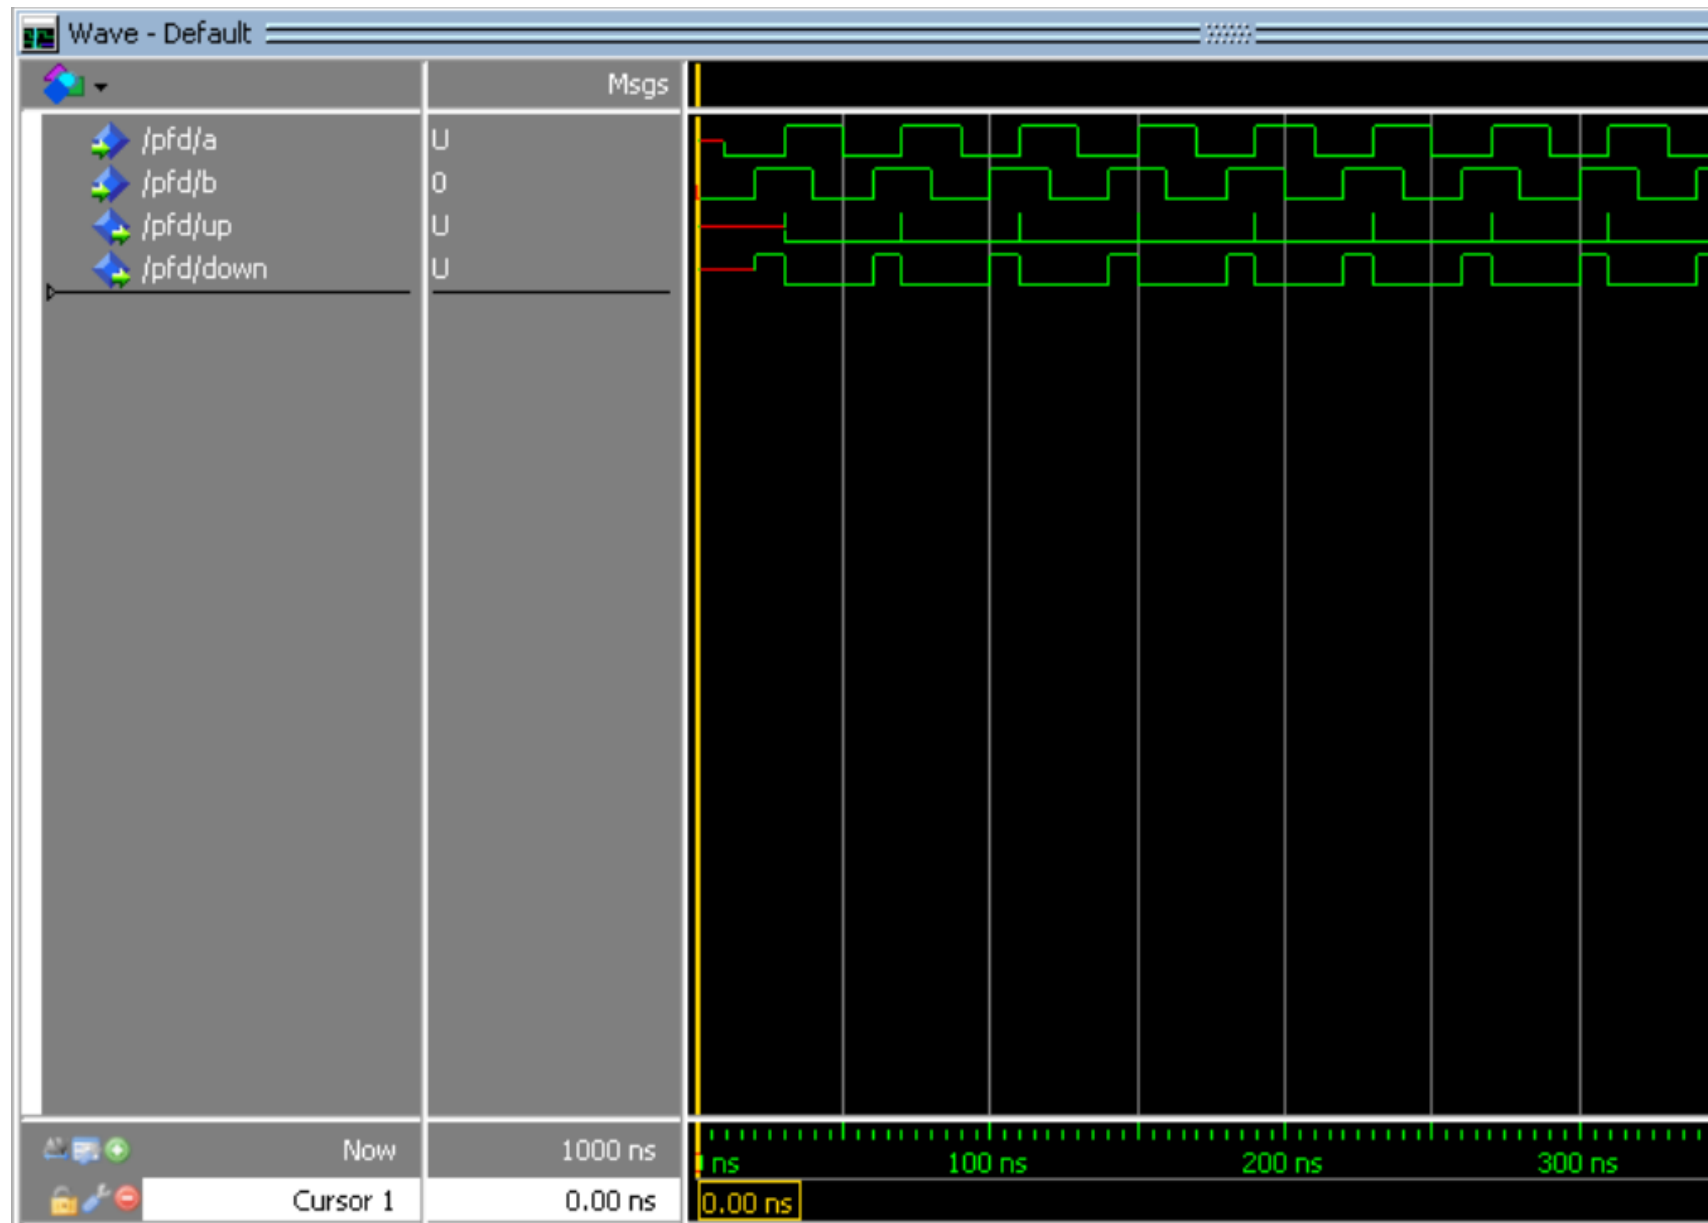 Wave - Default
Msgs
/pfd/a U
/pfd/b 0
/pfd/up U
/pfd/down U
Now 1000 ns
ns 100 ns 200 ns 300 ns
Cursor 1 0.00 ns 0.00 ns